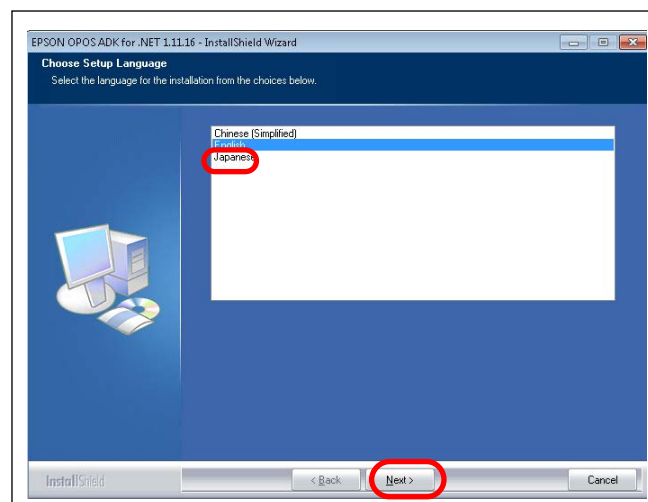 EPSON OPOS ADK for .NET 1.11.16 - InstallShield Wizard
Choose Setup Language
Select the language for the installation from the choices below.
Chinese (Simplified)
English
Japanese
InstallShield
< Back
Next >
Cancel